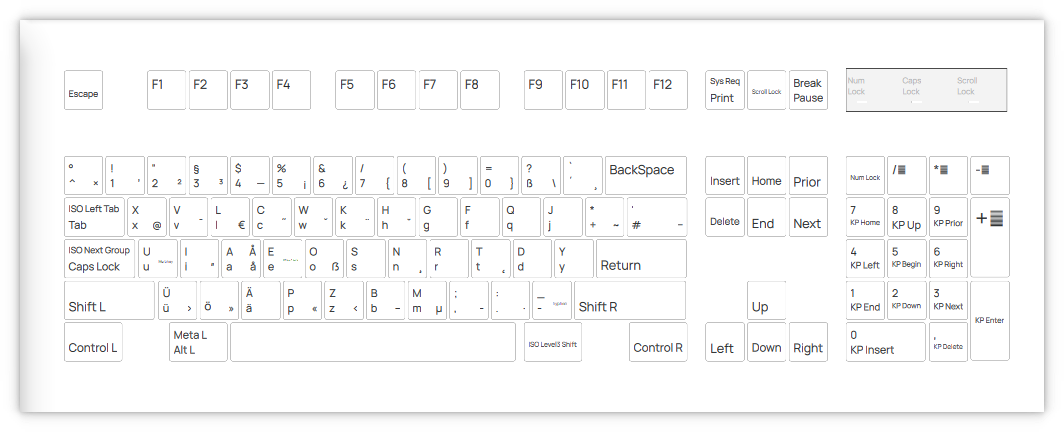 Escape F1 F2 F3 F4 F5 F6 F7 F8 F9 F10 F11 F12 Sys Req Print Scroll Lock Break Pause Num Lock Caps Lock Scroll Lock
° ^ × ! 1 ' " 2 ² § 3 ³ $ 4 — % 5 ¡ & 6 ¿ / 7 { ( 8 [ ) 9 ] = 0 } ? ß \ ` ´ ¸ BackSpace Insert Home Prior Num Lock / * -
ISO Left Tab Tab X x @ V v ˘ L l € C c ˜ W w ˇ K k ¨ H h ~ G g F f Q q J j * + ~ ' # − Delete End Next 7 KP Home 8 KP Up 9 KP Prior +
ISO Next Group Caps Lock U u I i ª A a Å å E e O o ß S s N n R r T t D d Y y Return 4 KP Left 5 KP Begin 6 KP Right
Shift L Ü ü › ö » Ä ä P p « Z z ‹ B b – M m µ ; , - : . · — - hyphen Shift R Up 1 KP End 2 KP Down 3 KP Next KP Enter
Control L Meta L Alt L ISO Level3 Shift Control R Left Down Right 0 KP Insert , KP Delete